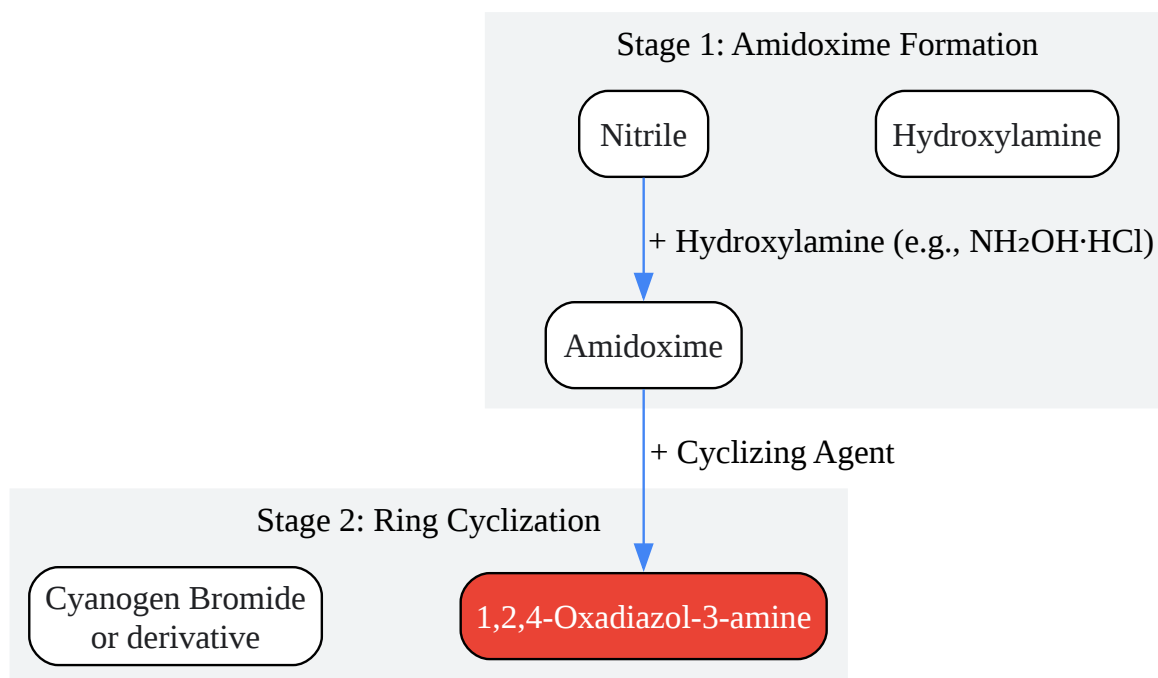 Stage 1: Amidoxime Formation
Nitrile
Hydroxylamine
+ Hydroxylamine (e.g., NH₂OH·HCl)
Amidoxime
+ Cyclizing Agent
Stage 2: Ring Cyclization
Cyanogen Bromide
or derivative
1,2,4-Oxadiazol-3-amine